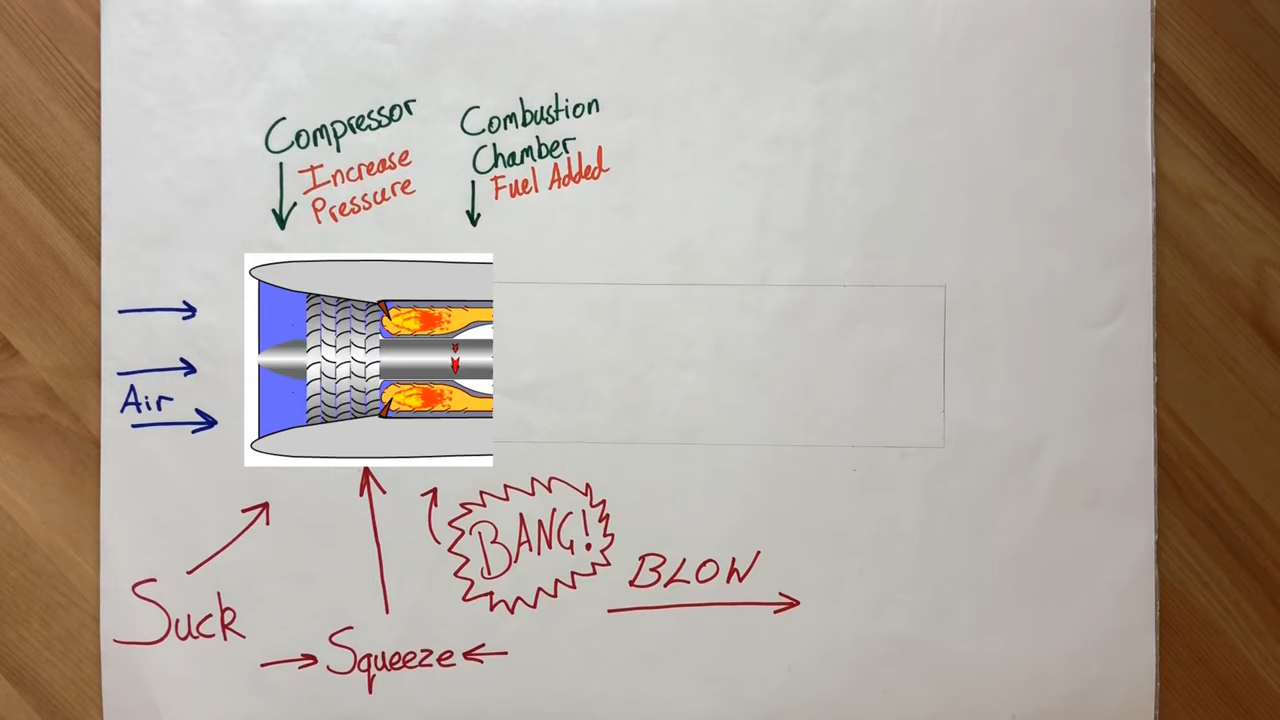 Compressor
Increase
Pressure
Combustion
Chamber
Fuel Added
Air
BANG!
BLOW
Suck
Squeeze